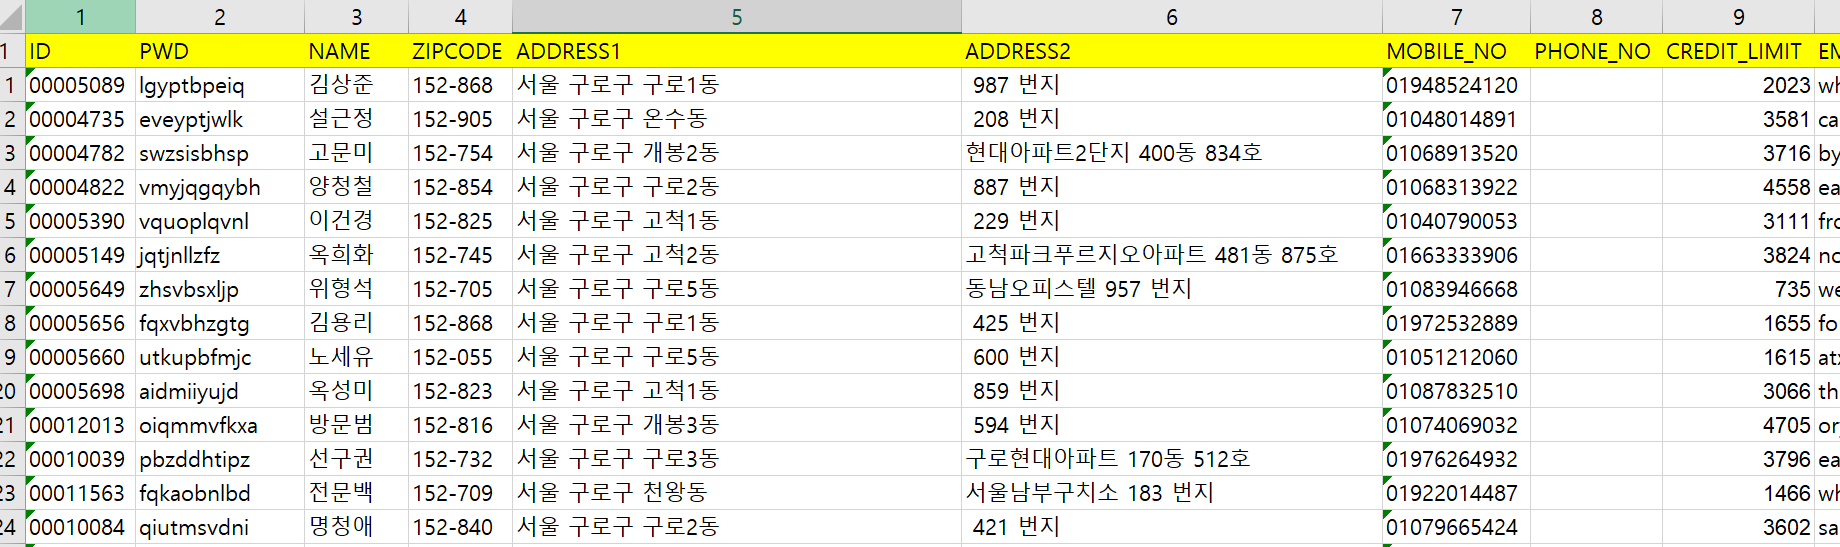 1 2 3 4 5 6 7 8 9
1 ID PWD NAME ZIPCODE ADDRESS1 ADDRESS2 MOBILE_NO PHONE_NO CREDIT_LIMIT EM
1 00005089 lgyptbpeiq 김상준 152-868 서울 구로구 구로1동 987 번지 01948524120 2023 wh
2 00004735 eveyptjwlk 설근정 152-905 서울 구로구 온수동 208 번지 01048014891 3581 ca
3 00004782 swzsisbhsp 고문미 152-754 서울 구로구 개봉2동 현대아파트2단지 400동 834호 01068913520 3716 by
4 00004822 vmyjqgqybh 양청철 152-854 서울 구로구 구로2동 887 번지 01068313922 4558 ea
5 00005390 vquoplqvnl 이건경 152-825 서울 구로구 고척1동 229 번지 01040790053 3111 fro
6 00005149 jqtjnllzfz 옥희화 152-745 서울 구로구 고척2동 고척파크푸르지오아파트 481동 875호 01663333906 3824 no
7 00005649 zhsvbsxljp 위형석 152-705 서울 구로구 구로5동 동남오피스텔 957 번지 01083946668 735 we
8 00005656 fqxvbhzgtg 김용리 152-868 서울 구로구 구로1동 425 번지 01972532889 1655 fo
9 00005660 utkupbfmjc 노세유 152-055 서울 구로구 구로5동 600 번지 01051212060 1615 atx
20 00005698 aidmiiyujd 옥성미 152-823 서울 구로구 고척1동 859 번지 01087832510 3066 th
21 00012013 oiqmmvfkxa 방문범 152-816 서울 구로구 개봉3동 594 번지 01074069032 4705 or
22 00010039 pbzddhtipz 선구권 152-732 서울 구로구 구로3동 구로현대아파트 170동 512호 01976264932 3796 ea
23 00011563 fqkaobnlbd 전문백 152-709 서울 구로구 천왕동 서울남부구치소 183 번지 01922014487 1466 wh
24 00010084 qiutmsvdni 명청애 152-840 서울 구로구 구로2동 421 번지 01079665424 3602 sa